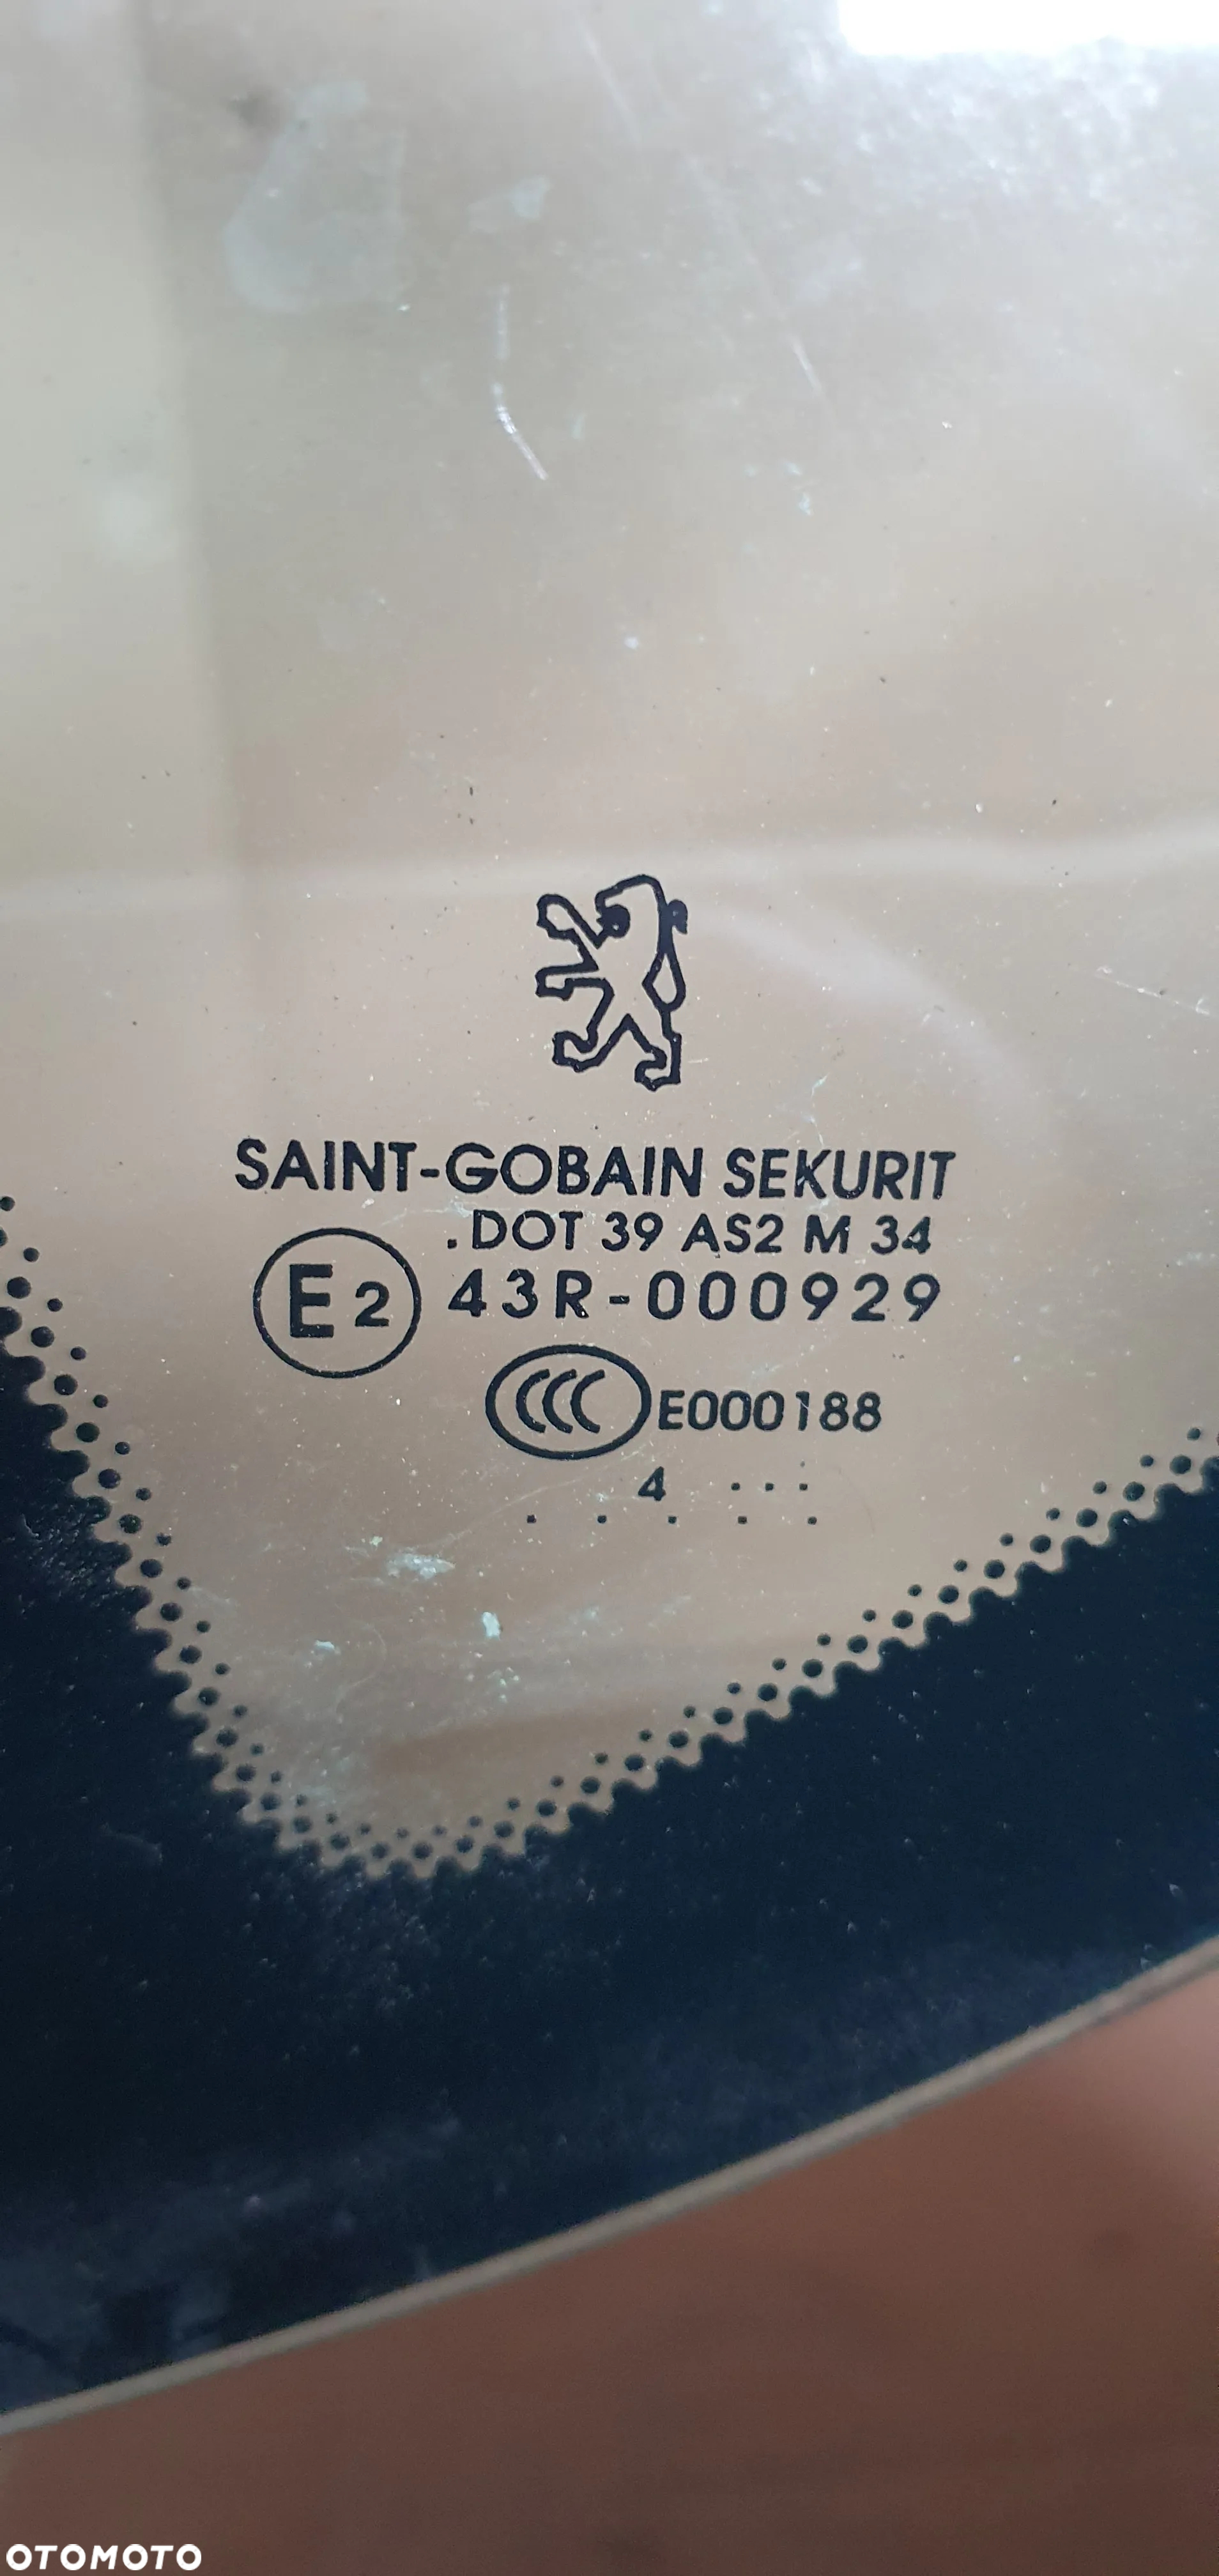 SAINT-GOBAIN SEKURIT
.DOT 39 AS2 M 34
E2 43R-000929
CCC E000188
4 ...
. . . . .
OTOMOTO